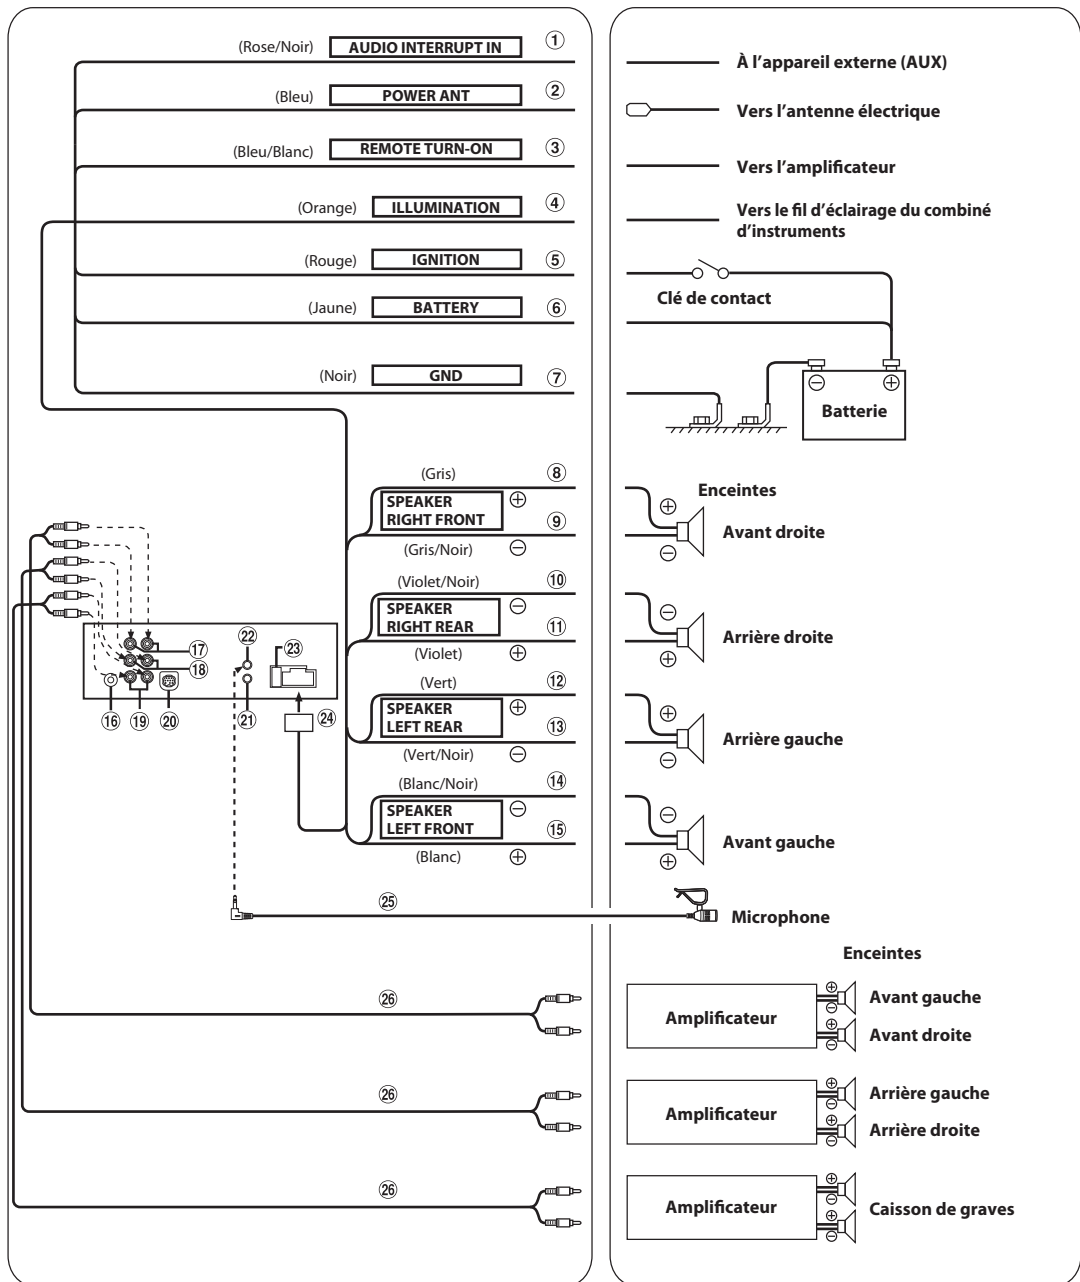 (Rose/Noir) AUDIO INTERRUPT IN ①
À l’appareil externe (AUX)
(Bleu) POWER ANT ②
Vers l’antenne électrique
(Bleu/Blanc) REMOTE TURN-ON ③
Vers l’amplificateur
(Orange) ILLUMINATION ④
Vers le fil d’éclairage du combiné
d’instruments
(Rouge) IGNITION ⑤
Clé de contact
(Jaune) BATTERY ⑥
(Noir) GND ⑦
⊖ ⊕
Batterie
(Gris) ⑧
SPEAKER
RIGHT FRONT
⊕
⑨
(Gris/Noir) ⊖
Enceintes
⊕
Avant droite
⊖
(Violet/Noir) ⑩
SPEAKER
RIGHT REAR
⊖
⑪
(Violet) ⊕
⊖
Arrière droite
⊕
(Vert) ⑫
SPEAKER
LEFT REAR
⊕
⑬
(Vert/Noir) ⊖
⊕
Arrière gauche
⊖
(Blanc/Noir) ⑭
SPEAKER
LEFT FRONT
⊖
⑮
(Blanc) ⊕
⊖
Avant gauche
⊕
⑰
⑱
㉒
㉓
⑯ ⑲ ⑳ ㉑ ㉔
㉕
Microphone
Enceintes
㉖
Amplificateur
⊕
⊖
Avant gauche
⊕
⊖
Avant droite
㉖
Amplificateur
⊕
⊖
Arrière gauche
⊕
⊖
Arrière droite
㉖
Amplificateur
⊕
⊖
⊕
⊖
Caisson de graves